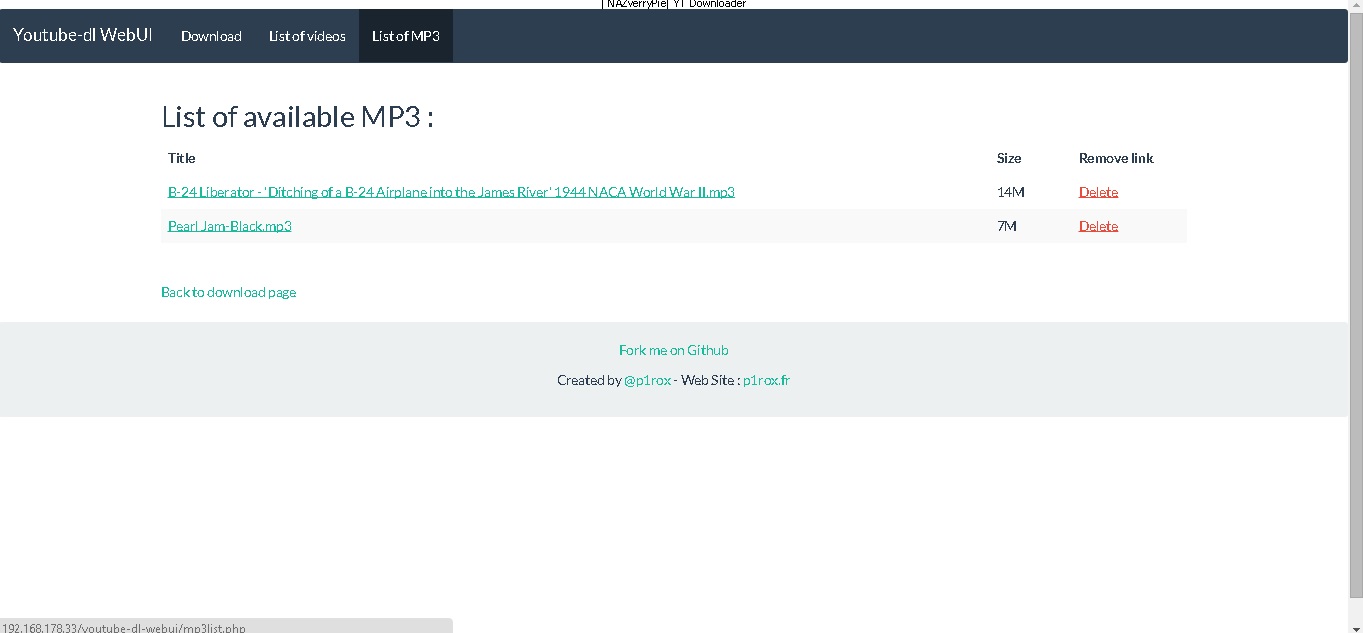 | NAZverryPie| YT Downloader
Youtube-dl WebUI Download List of videos List of MP3
List of available MP3 :
Title Size Remove link
B-24 Liberator - 'Ditching of a B-24 Airplane into the James River' 1944 NACA World War II.mp3 14M Delete
Pearl Jam-Black.mp3 7M Delete
Back to download page
Fork me on Github
Created by @p1rox - Web Site : p1rox.fr
192.168.178.33/youtube-dl-webui/mp3list.php